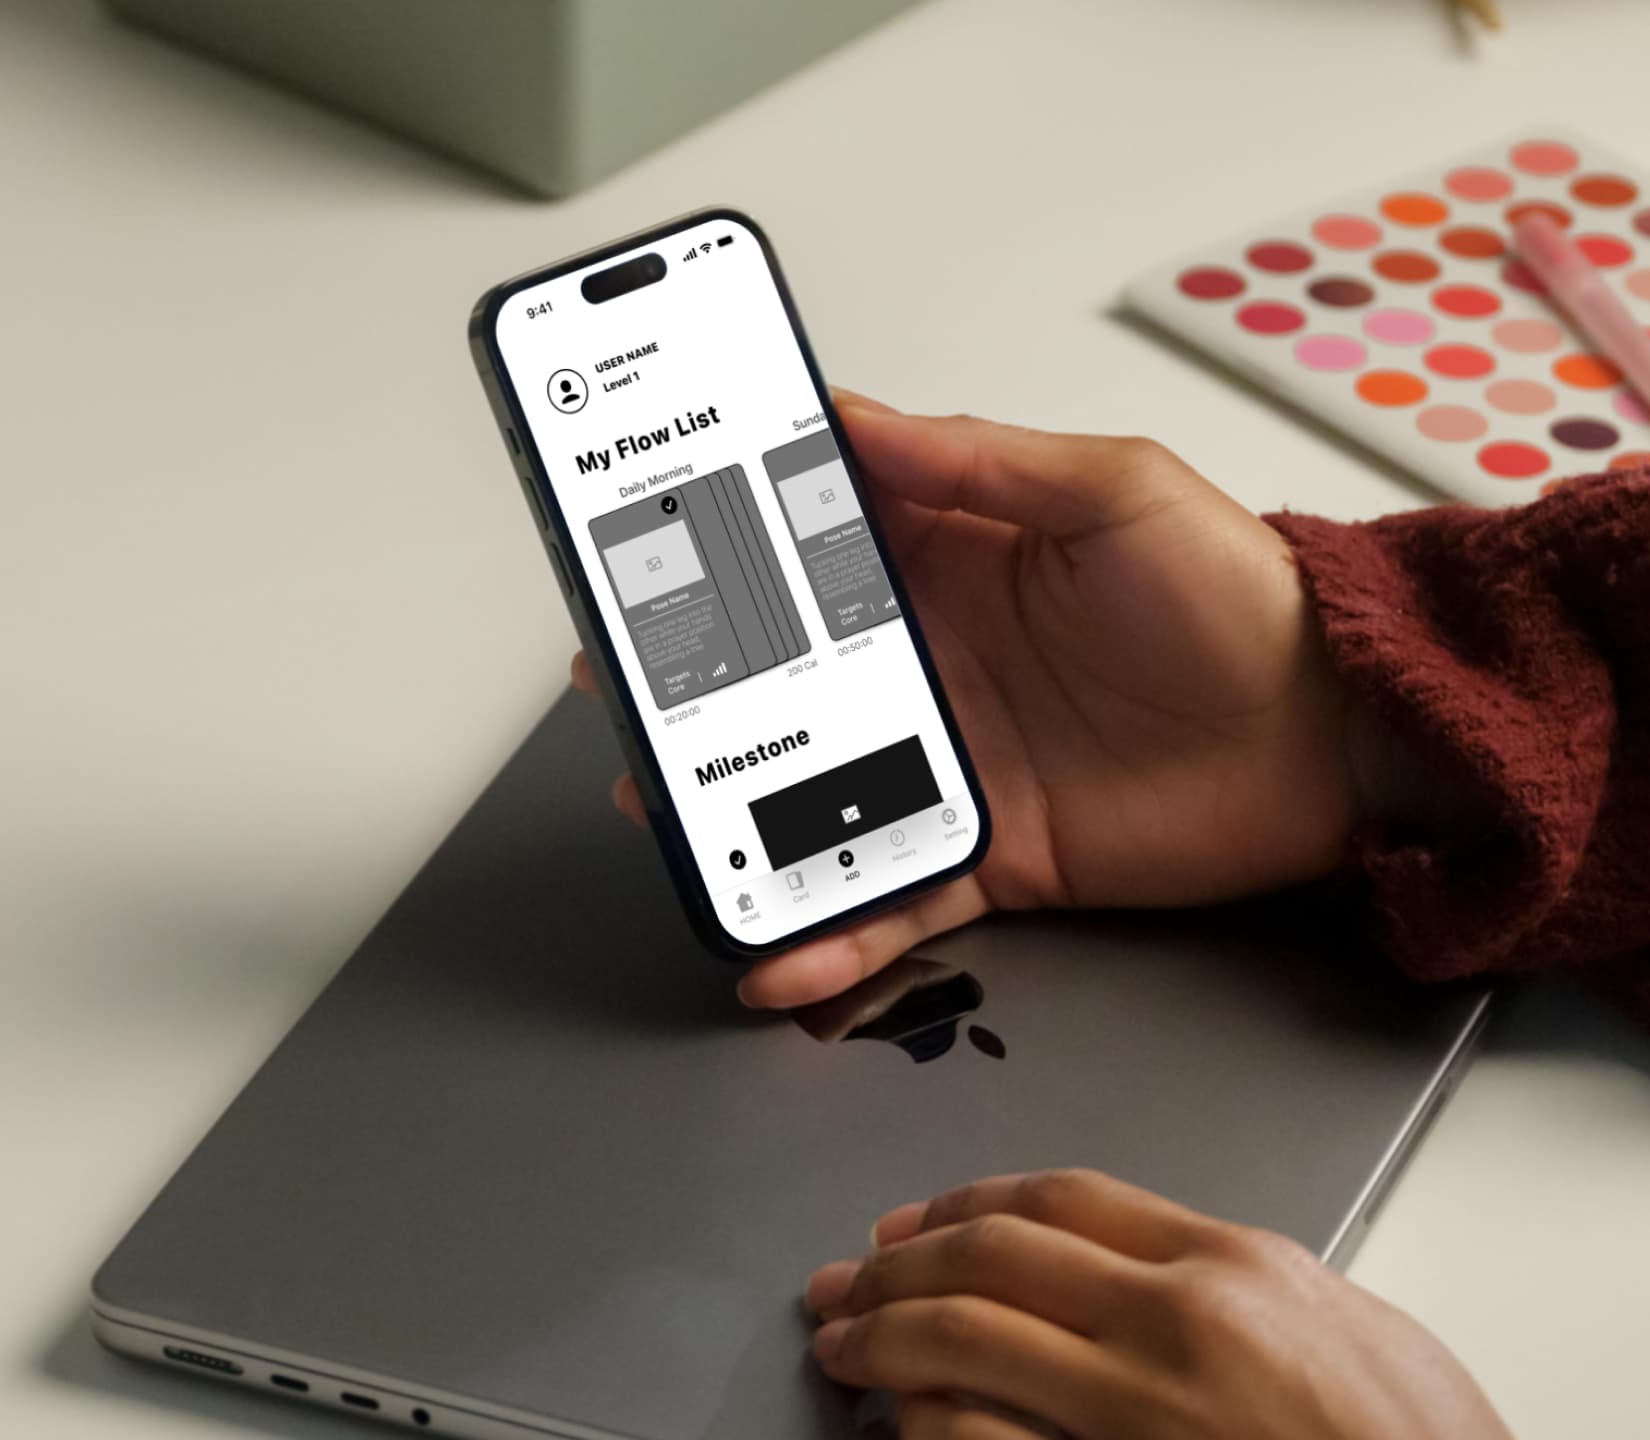 9:41
USER NAME
Level 1
My Flow List
Daily Morning
Pose Name
Tucking one leg into the
other while your hands
are in a prayer position
above your head,
resembling a tree
Targets
Core
00:20:00
200 Cal
Sunda
Pose Name
Tucking one leg into
other while your hand
are in a prayer positi
above your head,
resembling a tree
Targets
Core
00:50:00
Milestone
HOME
Card
ADD
History
Setting